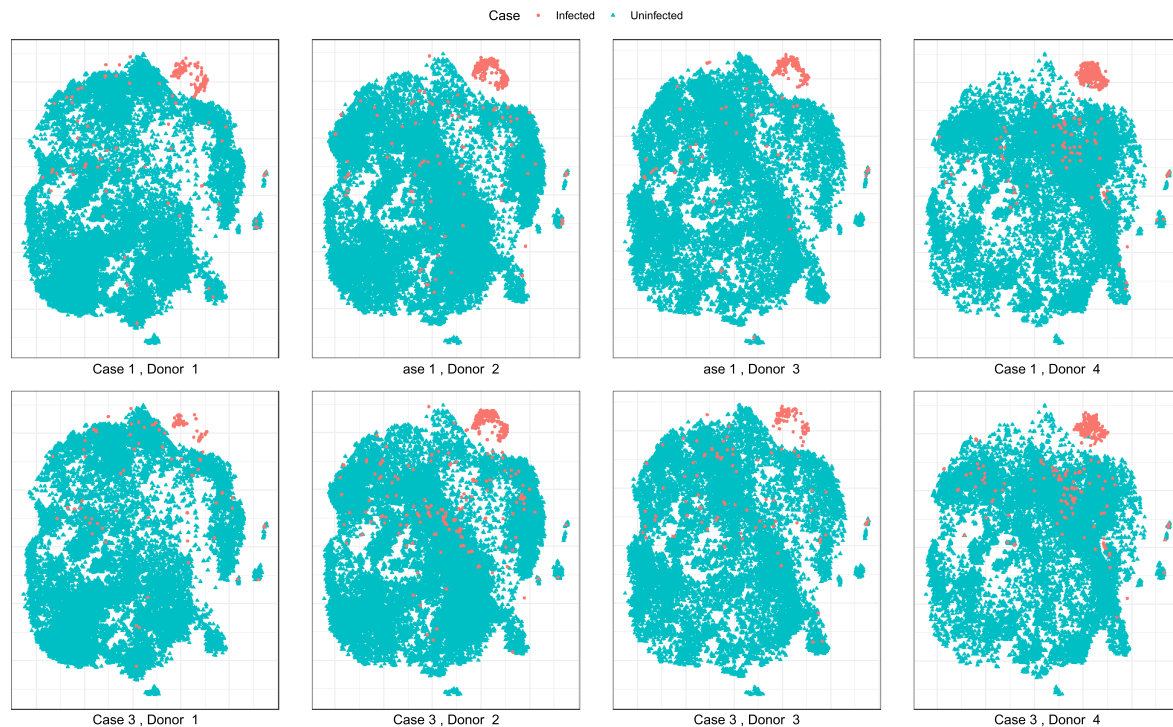 Case Infected Uninfected
Case 1 , Donor 1
ase 1 , Donor 2
ase 1 , Donor 3
Case 1 , Donor 4
Case 3 , Donor 1
Case 3 , Donor 2
Case 3 , Donor 3
Case 3 , Donor 4